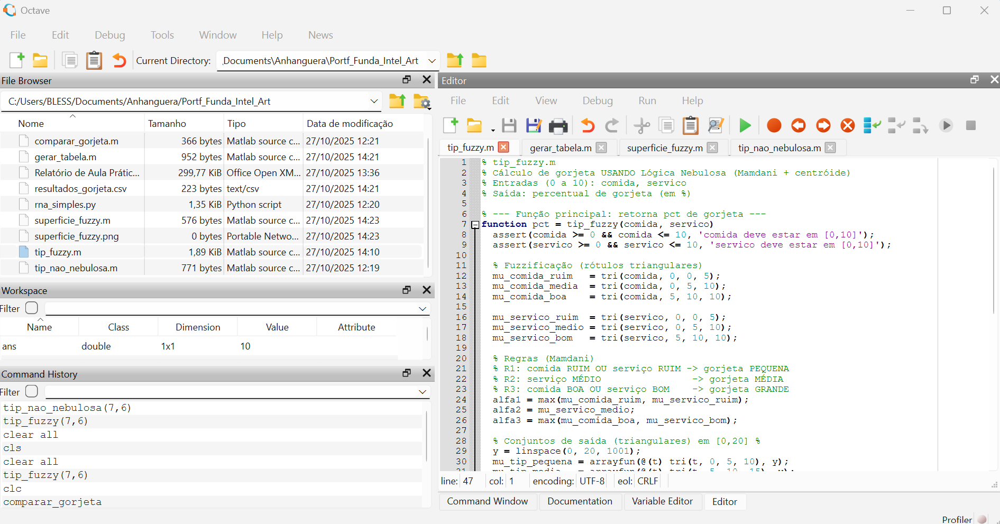 Octave
File Edit Debug Tools Window Help News
Current Directory: Documents\Anhanguera\Portf_Funda_Intel_Art
File Browser
C:/Users/BLESS/Documents/Anhanguera/Portf_Funda_Intel_Art
Nome Tamanho Tipo Data de modificação
comparar_gorjeta.m 366 bytes Matlab source c... 27/10/2025 12:21
gerar_tabela.m 952 bytes Matlab source c... 27/10/2025 14:21
Relatório de Aula Prátic... 299,77 KiB Office Open XM... 27/10/2025 13:36
resultados_gorjeta.csv 223 bytes text/csv 27/10/2025 14:21
rna_simples.py 1,35 KiB Python script 27/10/2025 12:20
superficie_fuzzy.m 576 bytes Matlab source c... 27/10/2025 14:23
superficie_fuzzy.png 0 bytes Portable Netwo... 27/10/2025 14:23
tip_fuzzy.m 1,89 KiB Matlab source c... 27/10/2025 14:10
tip_nao_nebulosa.m 771 bytes Matlab source c... 27/10/2025 12:19
Workspace
Filter
Name Class Dimension Value Attribute
ans double 1x1 10
Command History
Filter
tip_nao_nebulosa(7,6)
tip_fuzzy(7,6)
clear all
cls
clear all
tip_fuzzy(7,6)
clc
comparar_gorjeta
Editor
File Edit View Debug Run Help
tip_fuzzy.m gerar_tabela.m superficie_fuzzy.m tip_nao_nebulosa.m
1 % tip_fuzzy.m
2 % Cálculo de gorjeta USANDO Lógica Nebulosa (Mamdani + centróide)
3 % Entradas (0 a 10): comida, servico
4 % Saída: percentual de gorjeta (em %)
5
6 % --- Função principal: retorna pct de gorjeta ---
7 function pct = tip_fuzzy(comida, servico)
8 assert(comida >= 0 && comida <= 10, 'comida deve estar em [0,10]');
9 assert(servico >= 0 && servico <= 10, 'servico deve estar em [0,10]');
10
11 % Fuzzificação (rótulos triangulares)
12 mu_comida_ruim = tri(comida, 0, 0, 5);
13 mu_comida_media = tri(comida, 0, 5, 10);
14 mu_comida_boa = tri(comida, 5, 10, 10);
15
16 mu_servico_ruim = tri(servico, 0, 0, 5);
17 mu_servico_medio = tri(servico, 0, 5, 10);
18 mu_servico_bom = tri(servico, 5, 10, 10);
19
20 % Regras (Mamdani)
21 % R1: comida RUIM OU serviço RUIM -> gorjeta PEQUENA
22 % R2: serviço MÉDIO -> gorjeta MÉDIA
23 % R3: comida BOA OU serviço BOM -> gorjeta GRANDE
24 alfa1 = max(mu_comida_ruim, mu_servico_ruim);
25 alfa2 = mu_servico_medio;
26 alfa3 = max(mu_comida_boa, mu_servico_bom);
27
28 % Conjuntos de saída (triangulares) em [0,20] %
29 y = linspace(0, 20, 1001);
30 mu_tip_pequena = arrayfun(@(t) tri(t, 0, 5, 10), y);
31 mu_tip_media = arrayfun(@(t) tri(t, 5, 10, 15), y);
line: 47 col: 1 encoding: UTF-8 eol: CRLF
Command Window Documentation Variable Editor Editor
Profiler